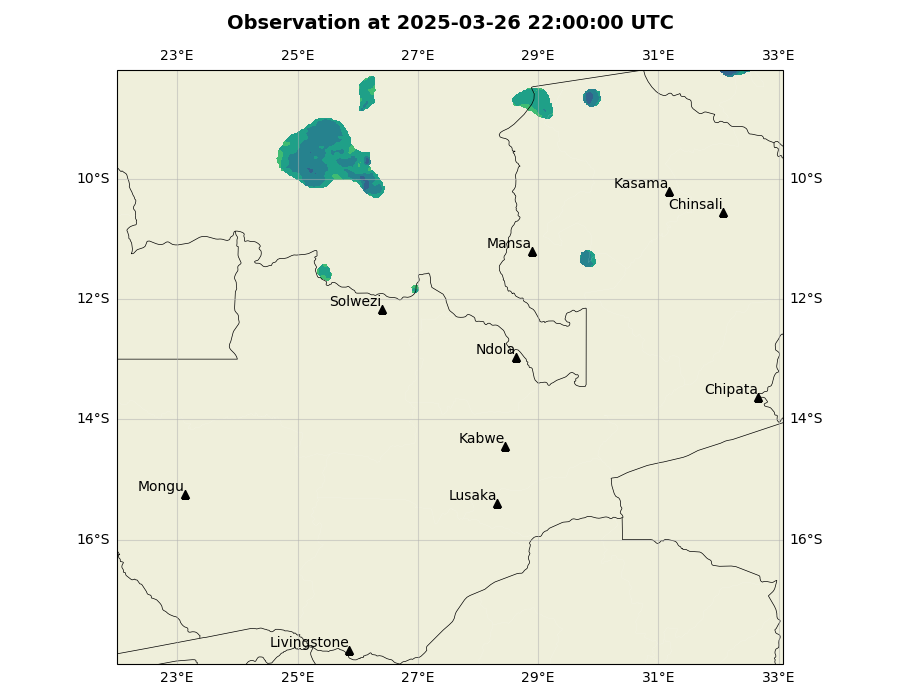 Observation at 2025-03-26 22:00:00 UTC
23°E 25°E 27°E 29°E 31°E 33°E
10°S 10°S
Kasama
Chinsali
Mansa
12°S 12°S
Solwezi
Ndola
Chipata
14°S 14°S
Kabwe
Mongu
Lusaka
16°S 16°S
Livingstone
23°E 25°E 27°E 29°E 31°E 33°E